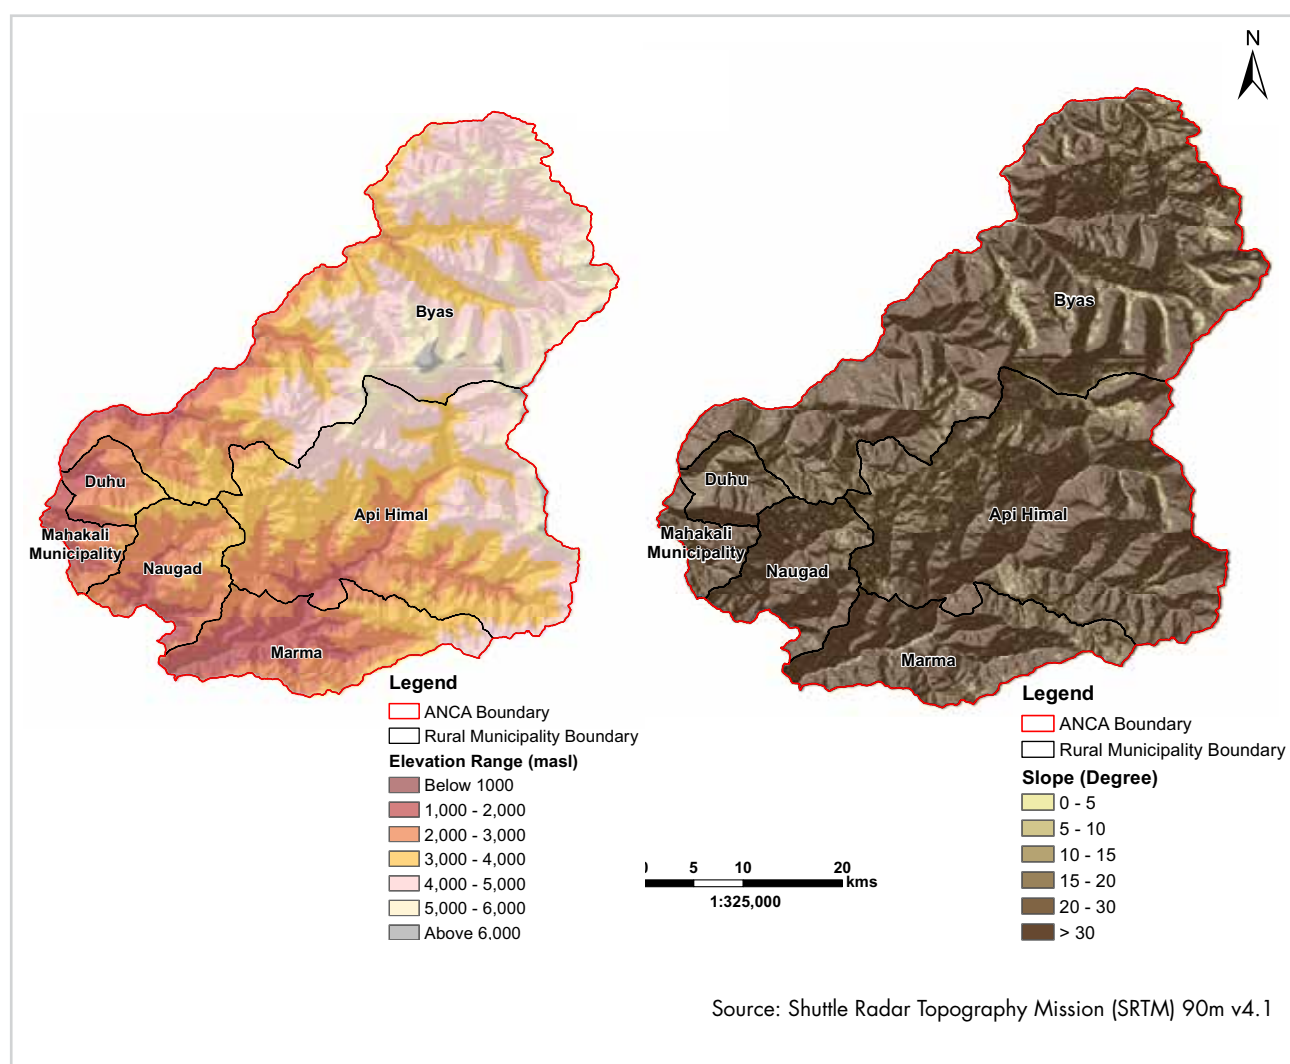 N
Byas
Duhu
Api Himal
Mahakali
Municipality
Naugad
Marma
Legend
ANCA Boundary
Rural Municipality Boundary
Elevation Range (masl)
Below 1000
1,000 - 2,000
2,000 - 3,000
3,000 - 4,000
4,000 - 5,000
5,000 - 6,000
Above 6,000
Byas
Duhu
Api Himal
Mahakali
Municipality
Naugad
Marma
Legend
ANCA Boundary
Rural Municipality Boundary
Slope (Degree)
0 - 5
5 - 10
10 - 15
15 - 20
20 - 30
> 30
5 10 20
kms
1:325,000
Source: Shuttle Radar Topography Mission (SRTM) 90m v4.1